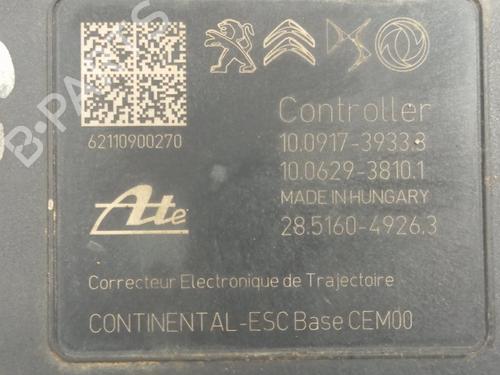 62110900270
Controller
10.0917-3933.3
10.0629-3810.1
MADE IN HUNGARY
28.5160-4926.3
Ate
Correcteur Electronique de Trajectoire
CONTINENTAL-ESC Base CEM00
B-PARTS